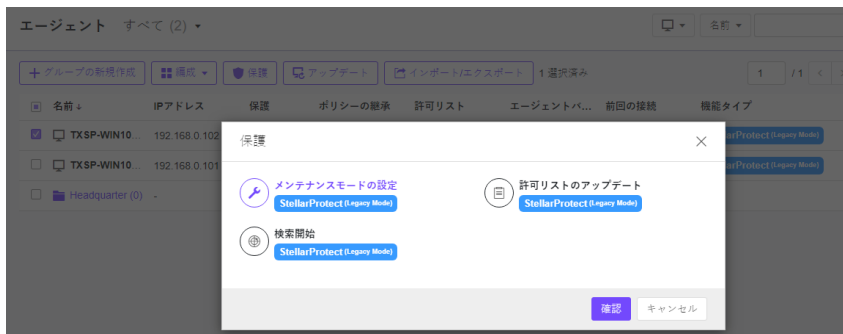 エージェント すべて (2)
名前
グループの新規作成 編成 保護 アップデート インポート/エクスポート 1 選択済み 1 / 1
名前 IPアドレス 保護 ポリシーの継承 許可リスト エージェントバ... 前回の接続 機能タイプ
TXSP-WIN10... 192.168.0.102 arProtect (Legacy Mode)
TXSP-WIN10... 192.168.0.101 arProtect (Legacy Mode)
Headquarter (0) -
保護
メンテナンスモードの設定 許可リストのアップデート
StellarProtect (Legacy Mode) StellarProtect (Legacy Mode)
検索開始
StellarProtect (Legacy Mode)
確認 キャンセル